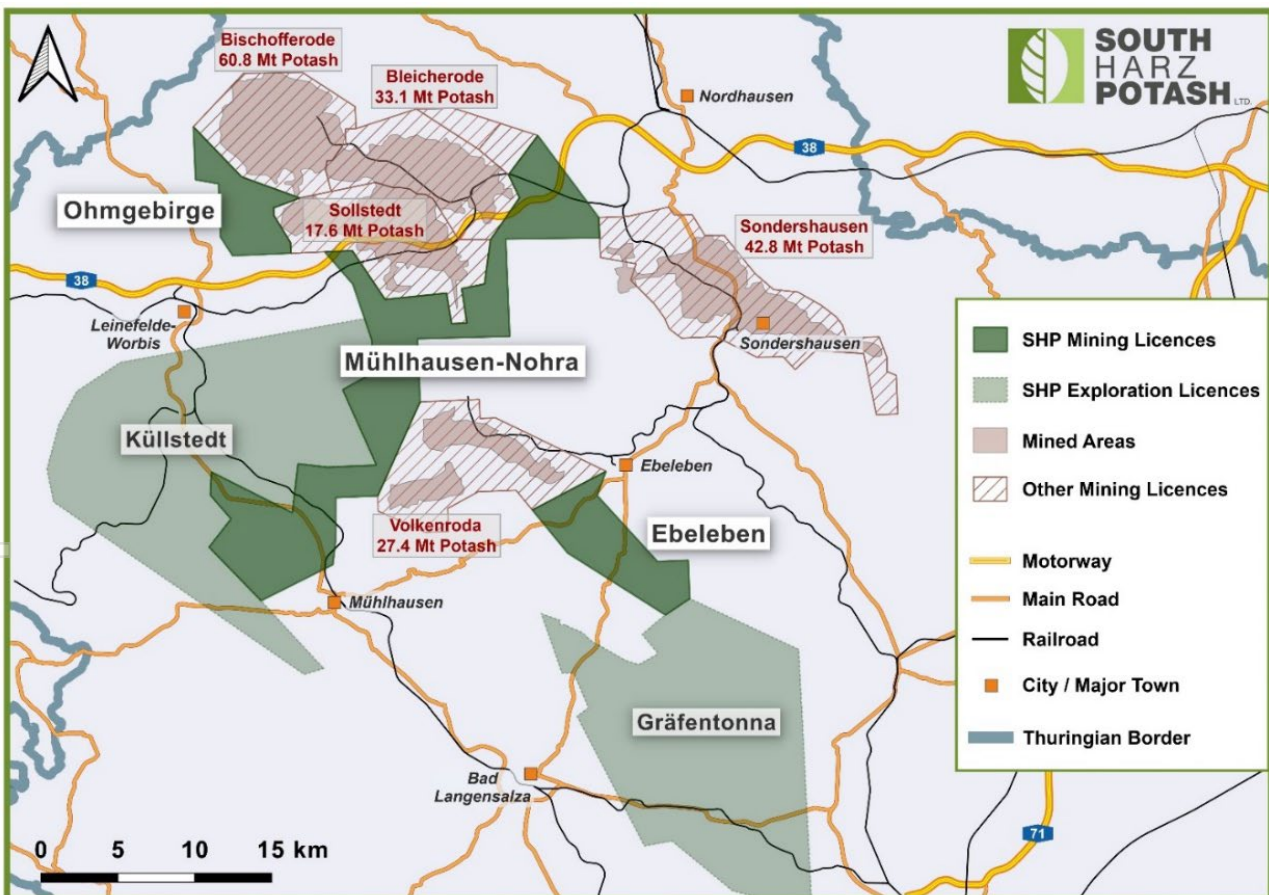 Bischofferode
60.8 Mt Potash
Bleicherode
33.1 Mt Potash
SOUTH
HARZ
POTASH LTD.
Nordhausen
38
Ohmgebirge
Sollstedt
17.6 Mt Potash
Sondershausen
42.8 Mt Potash
38
Leinefelde-
Worbis
Sondershausen
Mühlhausen-Nohra
Küllstedt
Ebeleben
Volkenroda
27.4 Mt Potash
Ebeleben
Mühlhausen
Gräfentonna
Bad
Langensalza
SHP Mining Licences
SHP Exploration Licences
Mined Areas
Other Mining Licences
Motorway
Main Road
Railroad
City / Major Town
Thuringian Border
71
0 5 10 15 km